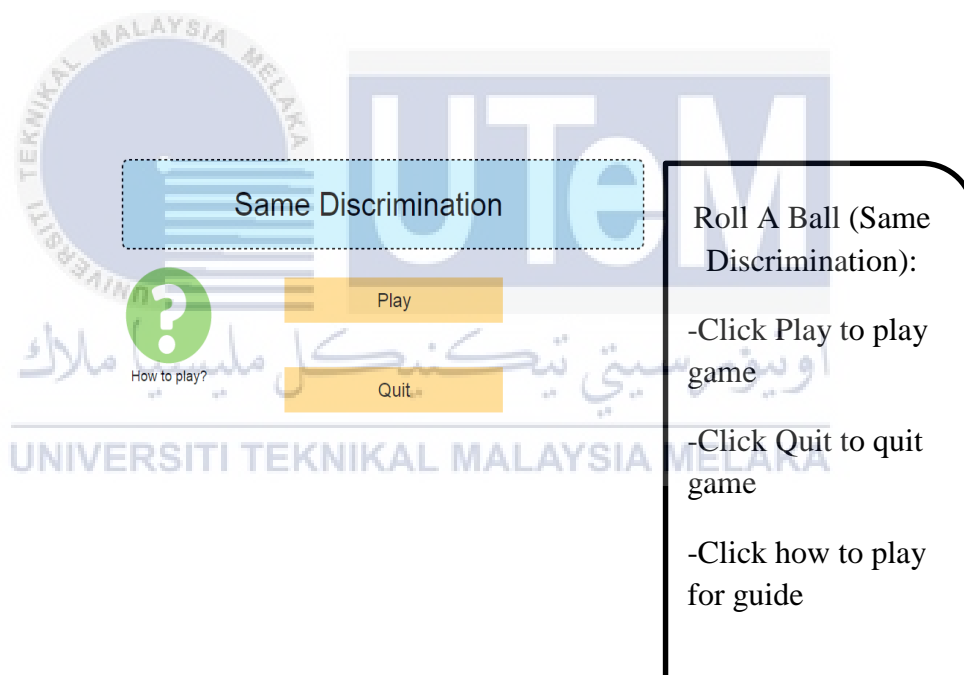 UNIVERSITI TEKNIKAL MALAYSIA MELAKA
UTeM
Same Discrimination
?
How to play?
Play
Quit
اونيورسيتي تيكنيكل مليسيا ملاك
UNIVERSITI TEKNIKAL MALAYSIA MELAKA
Roll A Ball (Same
Discrimination):
-Click Play to play
game
-Click Quit to quit
game
-Click how to play
for guide